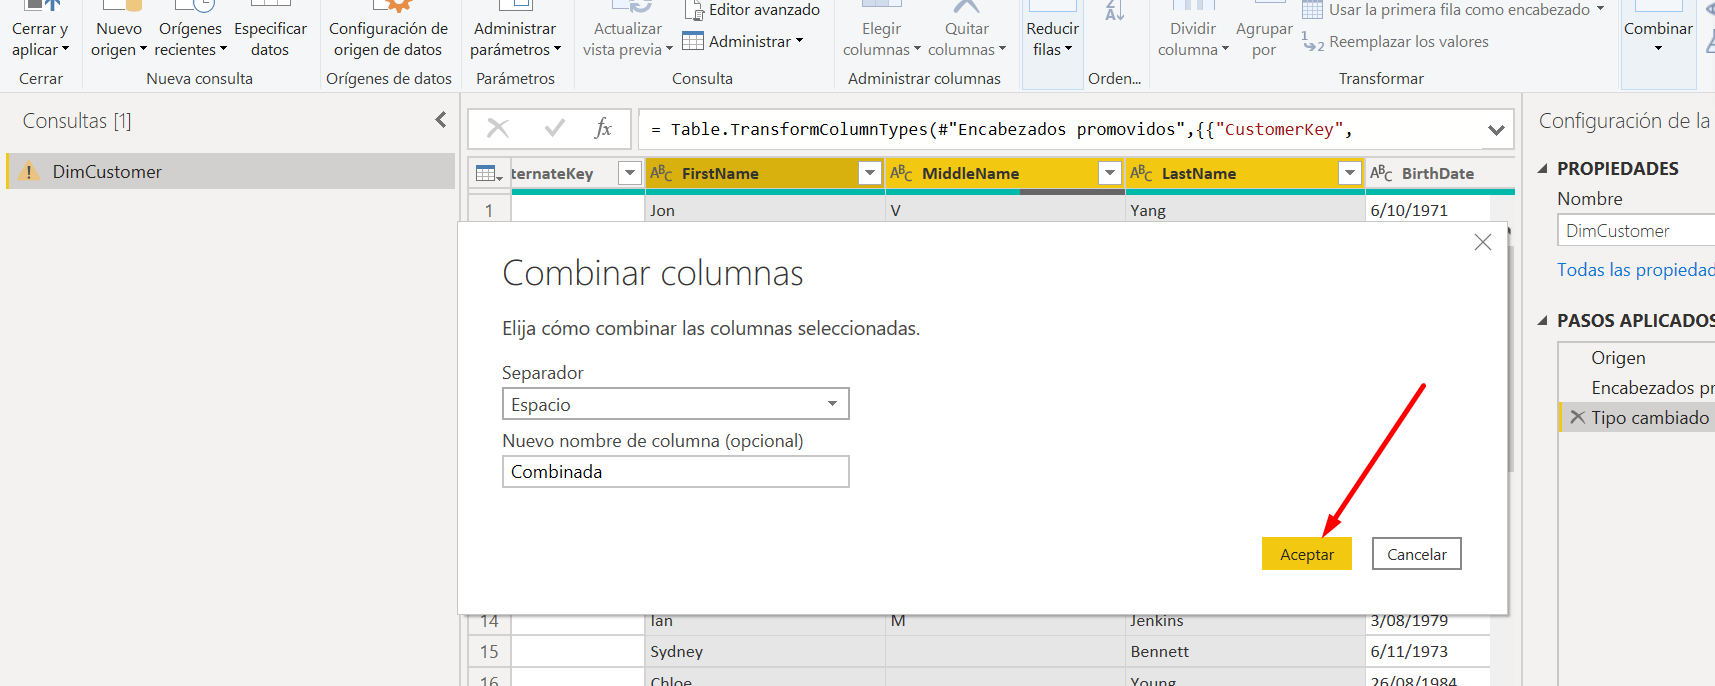 Cerrar y aplicar
Nuevo origen
Orígenes recientes
Especificar datos
Configuración de origen de datos
Administrar parámetros
Actualizar vista previa
Editor avanzado
Administrar
Elegir columnas
Quitar columnas
Reducir filas
Dividir columna
Agrupar por
Usar la primera fila como encabezado
Reemplazar los valores
Combinar
Cerrar
Nueva consulta
Orígenes de datos
Parámetros
Consulta
Administrar columnas
Orden...
Transformar
Consultas [1]
DimCustomer
fx
= Table.TransformColumnTypes(#"Encabezados promovidos",{{"CustomerKey",
ternateKey
ABC FirstName
ABC MiddleName
ABC LastName
ABC BirthDate
1 Jon V Yang 6/10/1971
Combinar columnas
Elija cómo combinar las columnas seleccionadas.
Separador
Espacio
Nuevo nombre de columna (opcional)
Combinada
Aceptar
Cancelar
14 Ian M Jenkins 3/08/1979
15 Sydney Bennett 6/11/1973
16 Chloe Young 26/08/1984
Configuración de la
PROPIEDADES
Nombre
DimCustomer
Todas las propiedad
PASOS APLICADOS
Origen
Encabezados pr
Tipo cambiado